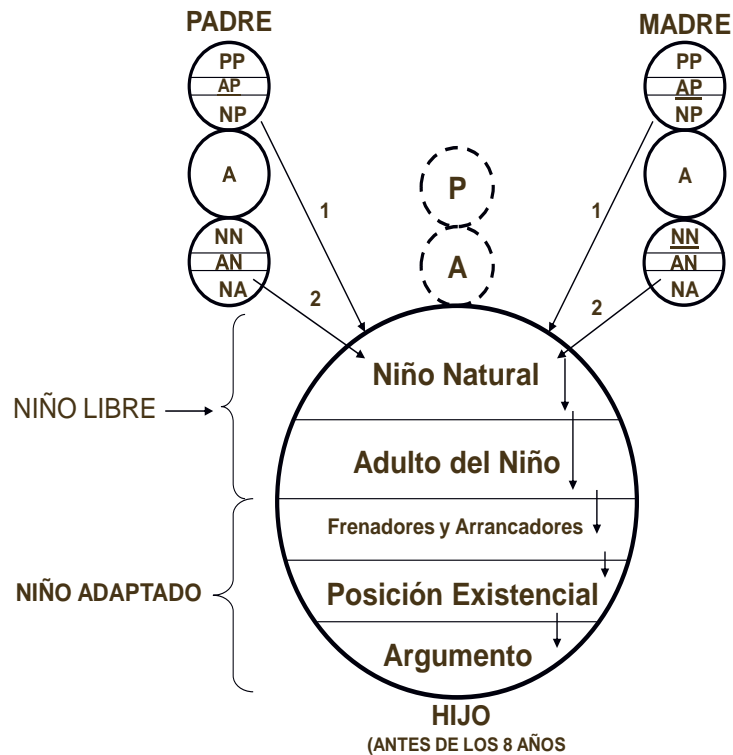 PADRE
MADRE
PP
AP
NP
A
NN
AN
NA
PP
AP
NP
A
NN
AN
NA
1
2
1
2
P
A
Niño Natural
Adulto del Niño
Frenadores y Arrancadores
Posición Existencial
Argumento
NIÑO LIBRE
NIÑO ADAPTADO
HIJO
(ANTES DE LOS 8 AÑOS